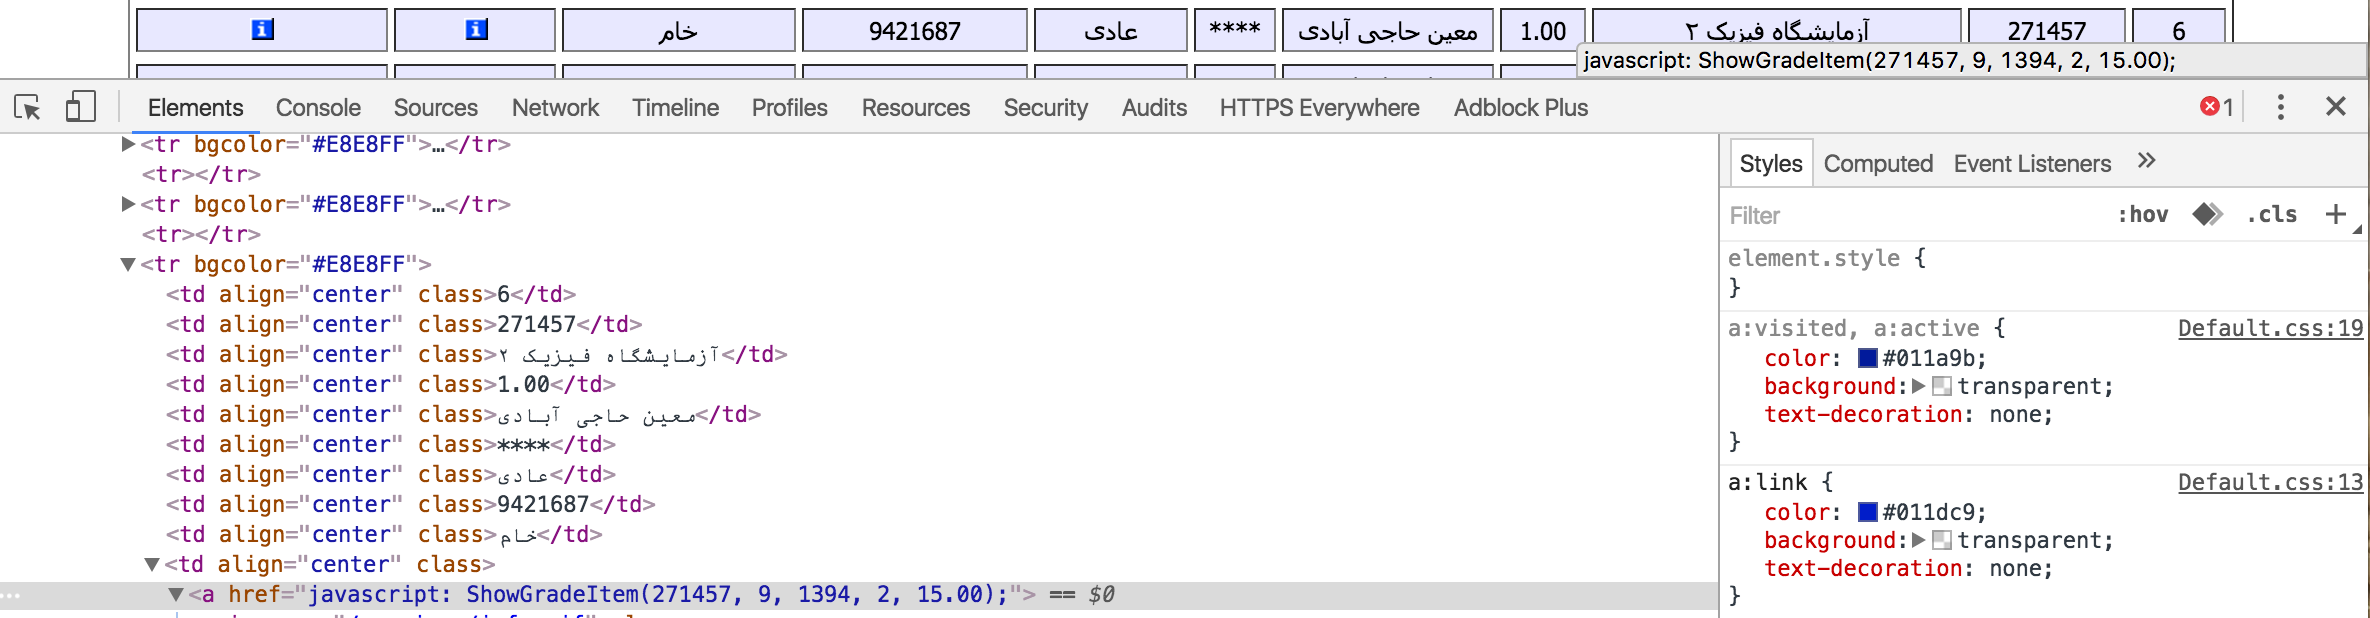 خام 9421687 عادی **** معین حاجی آبادی 1.00 آزمایشگاه فیزیک ۲ 271457 6
javascript: ShowGradeItem(271457, 9, 1394, 2, 15.00);
Elements Console Sources Network Timeline Profiles Resources Security Audits HTTPS Everywhere Adblock Plus 1
<tr bgcolor="#E8E8FF">…</tr>
<tr></tr>
<tr bgcolor="#E8E8FF">…</tr>
<tr></tr>
<tr bgcolor="#E8E8FF">
<td align="center" class>6</td>
<td align="center" class>271457</td>
<td align="center" class>آزمایشگاه فیزیک ۲</td>
<td align="center" class>1.00</td>
<td align="center" class>معین حاجی آبادی</td>
<td align="center" class>****</td>
<td align="center" class>عادی</td>
<td align="center" class>9421687</td>
<td align="center" class>خام</td>
<td align="center" class>
<a href="javascript: ShowGradeItem(271457, 9, 1394, 2, 15.00);"> == $0
Styles Computed Event Listeners »
Filter :hov .cls +
element.style {
}
a:visited, a:active { Default.css:19
color: #011a9b;
background: transparent;
text-decoration: none;
}
a:link { Default.css:13
color: #011dc9;
background: transparent;
text-decoration: none;
}